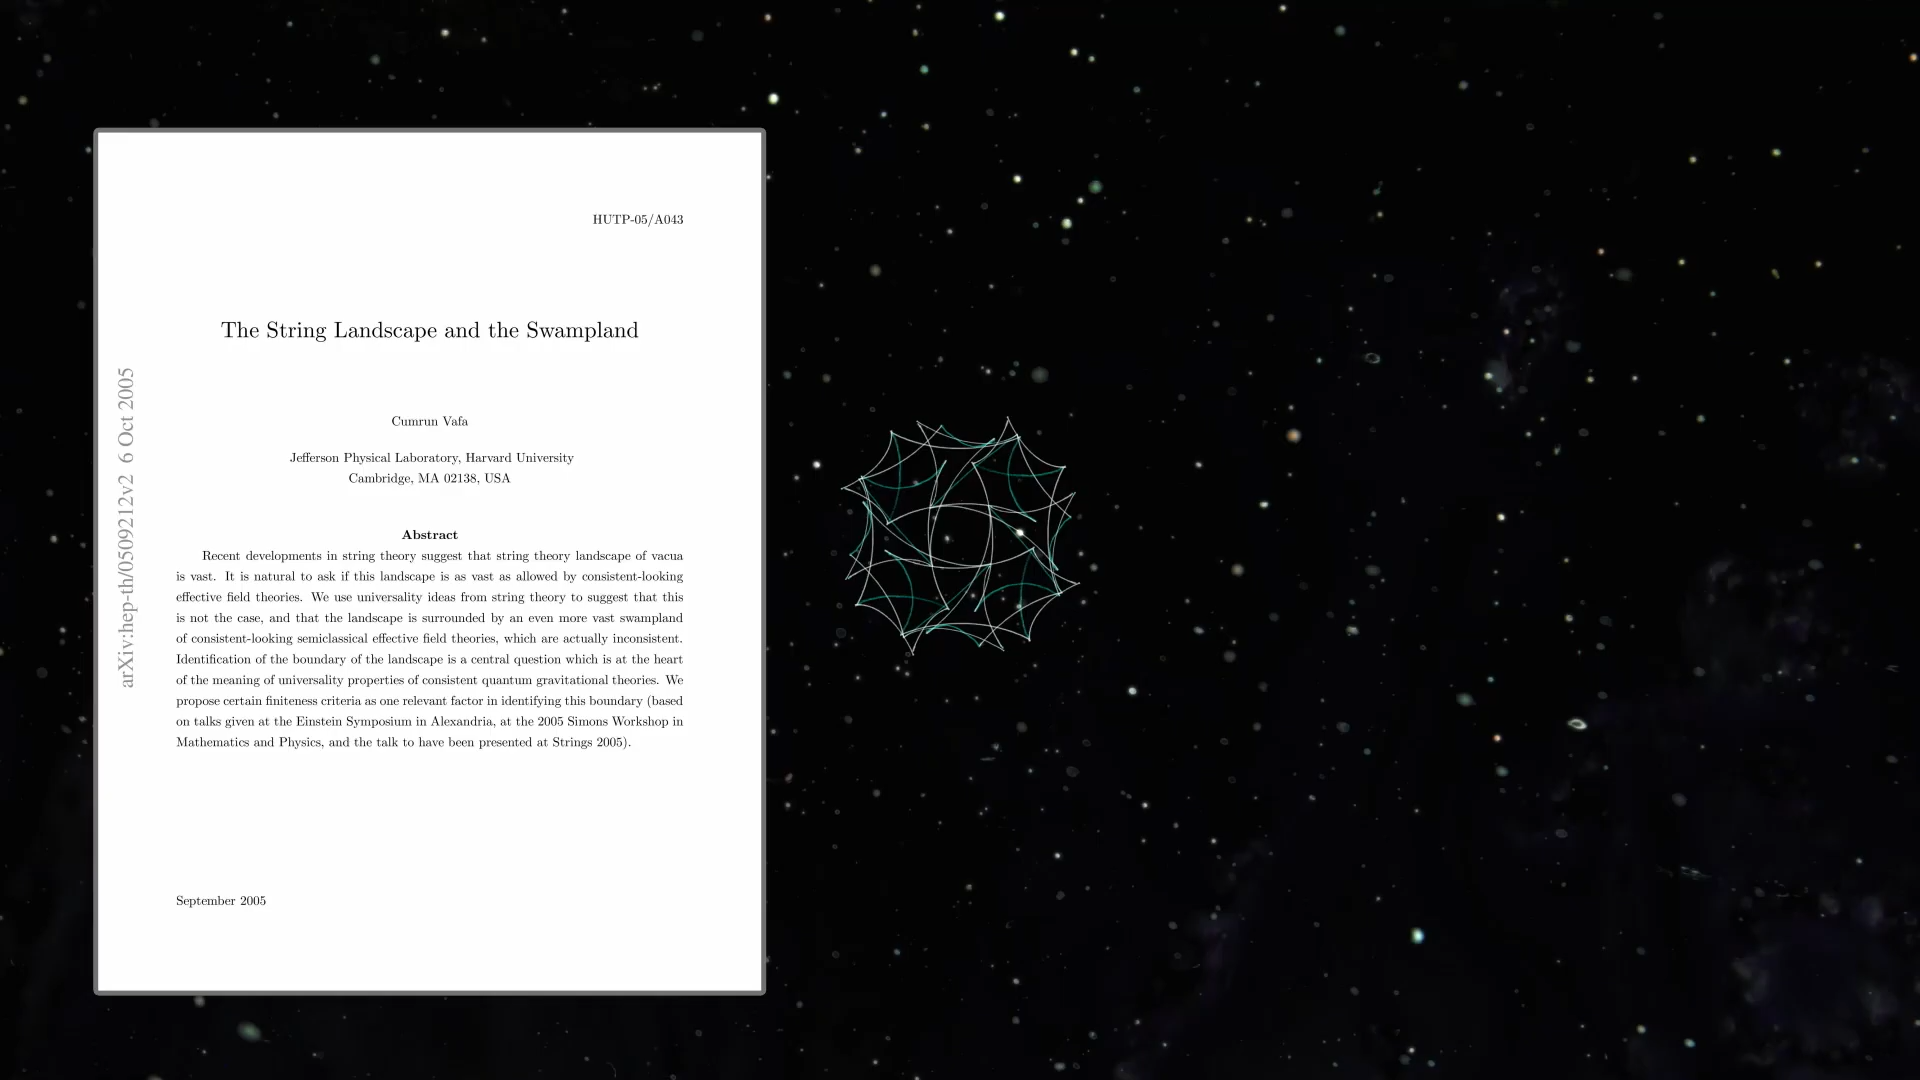 HUTP-05/A043
The String Landscape and the Swampland
Cumrun Vafa
Jefferson Physical Laboratory, Harvard University
Cambridge, MA 02138, USA
arXiv:hep-th/0509212v2 6 Oct 2005
Abstract
Recent developments in string theory suggest that string theory landscape of vacua
is vast. It is natural to ask if this landscape is as vast as allowed by consistent-looking
effective field theories. We use universality ideas from string theory to suggest that this
is not the case, and that the landscape is surrounded by an even more vast swampland
of consistent-looking semiclassical effective field theories, which are actually inconsistent.
Identification of the boundary of the landscape is a central question which is at the heart
of the meaning of universality properties of consistent quantum gravitational theories. We
propose certain finiteness criteria as one relevant factor in identifying this boundary (based
on talks given at the Einstein Symposium in Alexandria, at the 2005 Simons Workshop in
Mathematics and Physics, and the talk to have been presented at Strings 2005).
September 2005